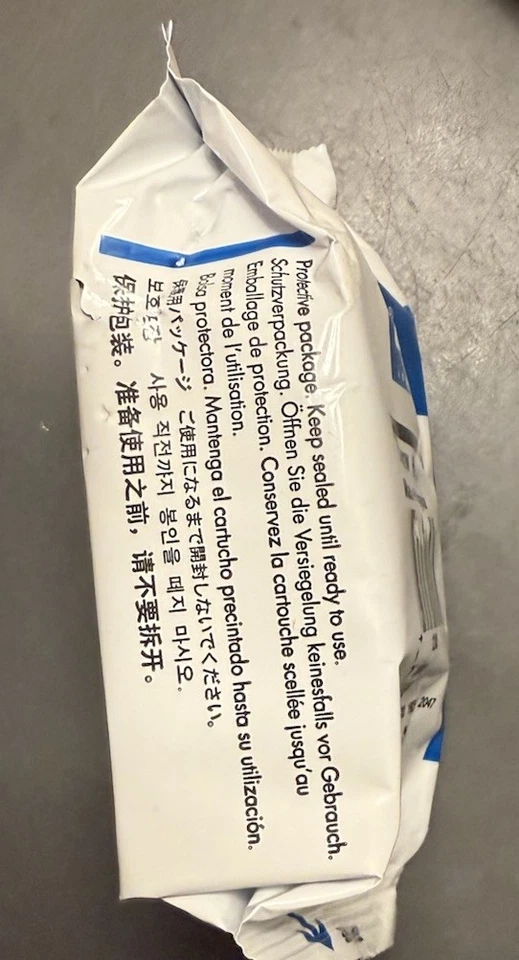 Protective package. Keep sealed until ready to use.
Schutzverpackung. Öffnen Sie die Versiegelung keinesfalls vor Gebrauch.
Emballage de protection. Conservez la cartouche scellée jusqu'au
moment de l'utilisation.
Bolsa protectora. Mantenga el cartucho precintado hasta su utilización.
用パッケージ ご使用になるまで開封しないでください。
보호 사용 직전까지 봉인을 떼지 마시오.
保护包装。准备使用之前，请不要拆开。
2047